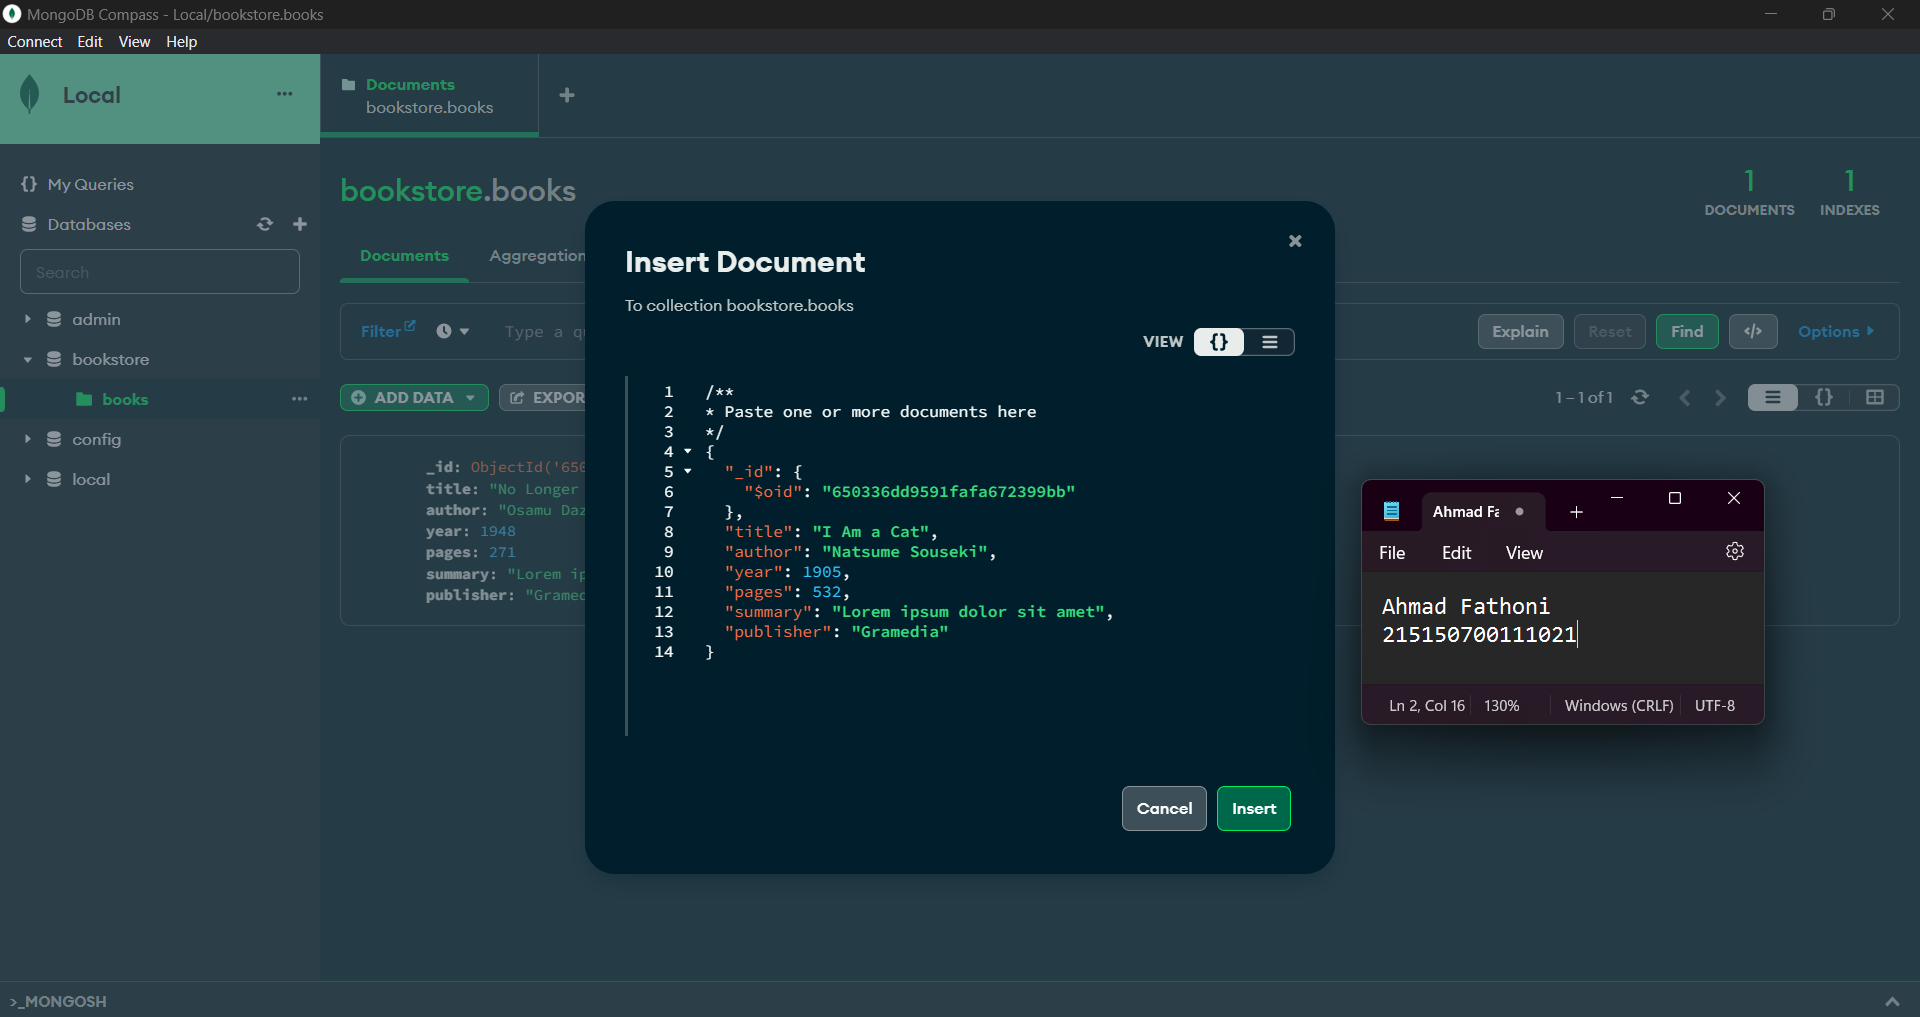 MongoDB Compass - Local/bookstore.books
Connect Edit View Help
Local
Documents
bookstore.books
My Queries
Databases
Search
admin
bookstore
books
config
local
bookstore.books
1 DOCUMENTS
1 INDEXES
Documents
Filter
Type a
Explain
Reset
Find
</>
Options
ADD DATA
1 – 1 of 1
{}
_id: ObjectId('650
title: "No Longer
author: "Osamu
year: 1948
pages: 271
summary: "Lorem
publisher:
Insert Document
To collection bookstore.books
VIEW {}
1 /**
2 * Paste one or more documents here
3 */
4 {
5 "_id": {
6 "$oid": "650336dd9591fafa672399bb"
7 },
8 "title": "I Am a Cat",
9 "author": "Natsume Souseki",
10 "year": 1905,
11 "pages": 532,
12 "summary": "Lorem ipsum dolor sit amet",
13 "publisher": "Gramedia"
14 }
Cancel
Insert
Ahmad
File Edit View
Ahmad Fathoni
215150700111021
Ln 2, Col 16 130% Windows (CRLF) UTF-8
>_MONGOSH